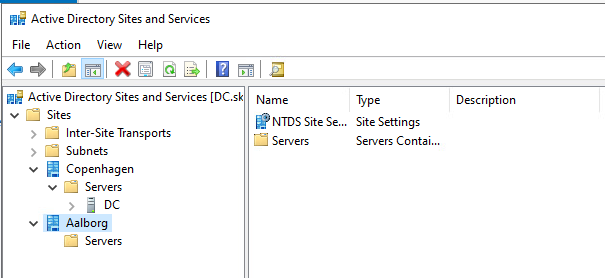 Active Directory Sites and Services
File Action View Help
Active Directory Sites and Services [DC.sk
Sites
Inter-Site Transports
Subnets
Copenhagen
Servers
DC
Aalborg
Servers
Name Type Description
NTDS Site Se... Site Settings
Servers Servers Contai...